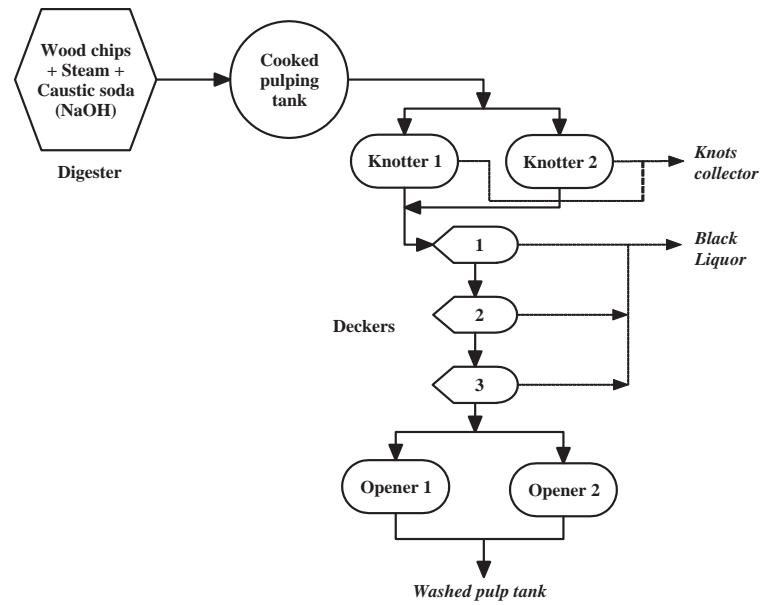 Wood chips
+ Steam +
Caustic soda
(NaOH)
Digester
Cooked
pulping
tank
Knotter 1
Knotter 2
Knots
collector
1
Black
Liquor
2
Deckers
3
Opener 1
Opener 2
Washed pulp tank